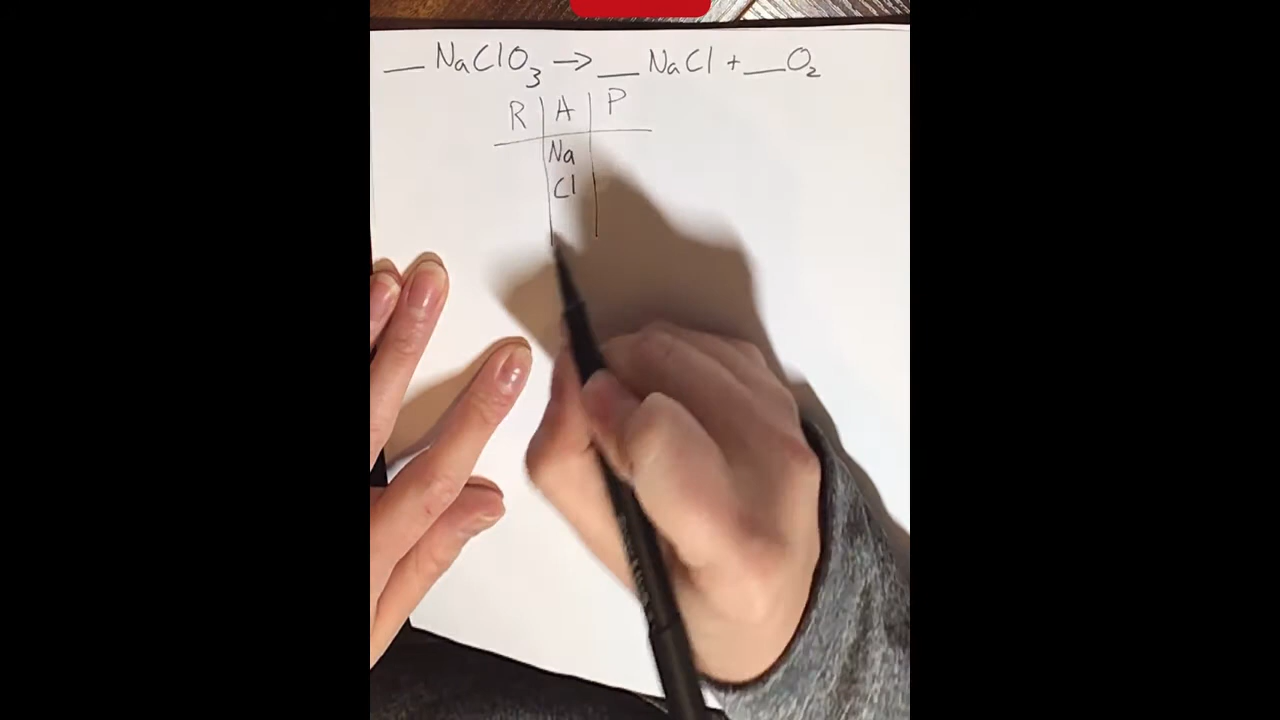 __ NaClO₃ → __ NaCl + __ O₂
R A P
Na
Cl